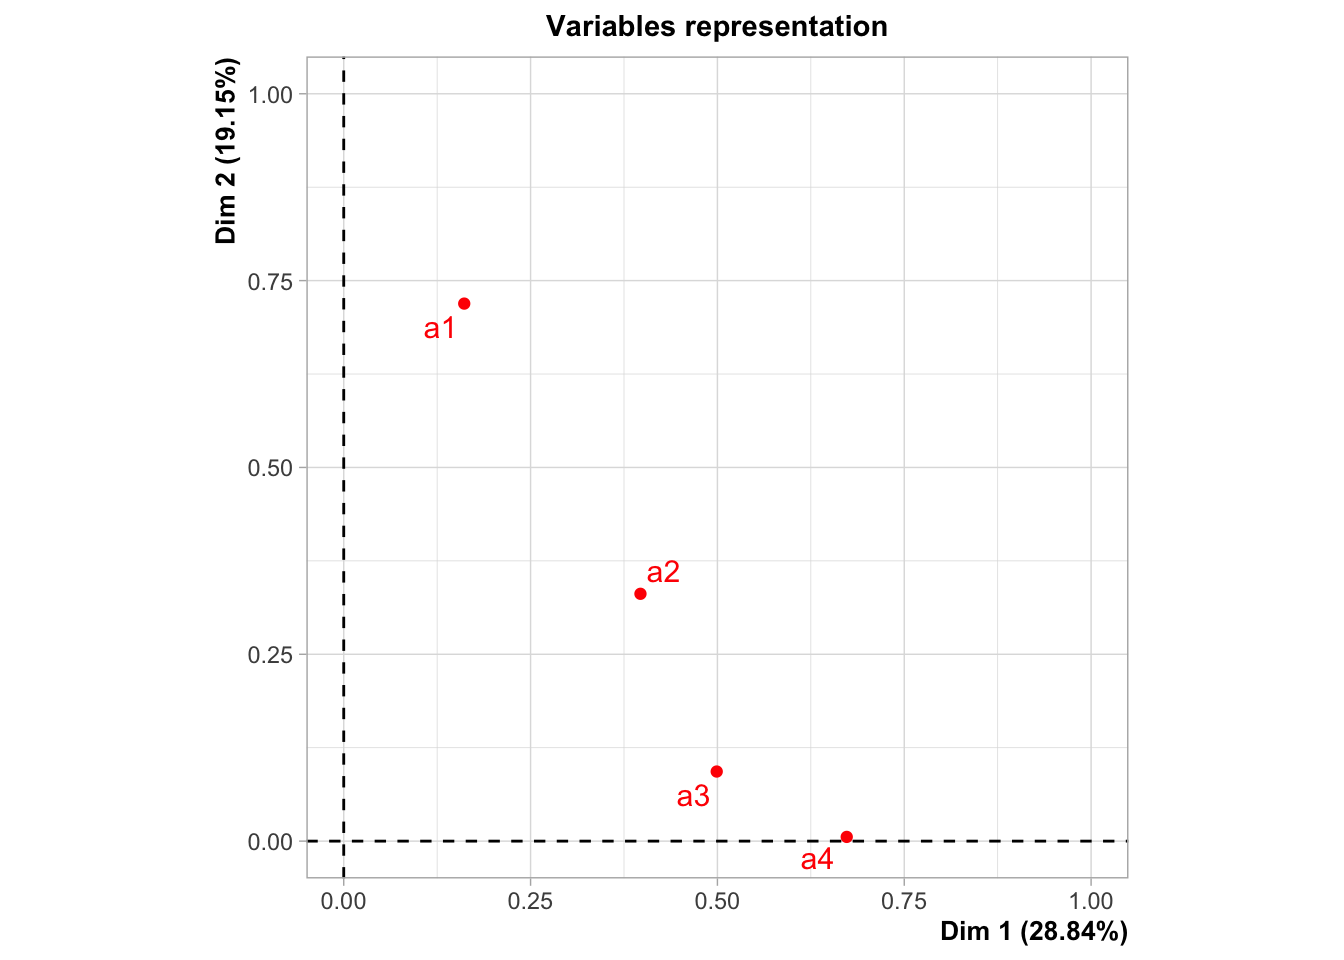 Variables representation
Dim 2 (19.15%)
1.00
0.75
0.50
0.25
0.00
a1
a2
a3
a4
0.00 0.25 0.50 0.75 1.00
Dim 1 (28.84%)